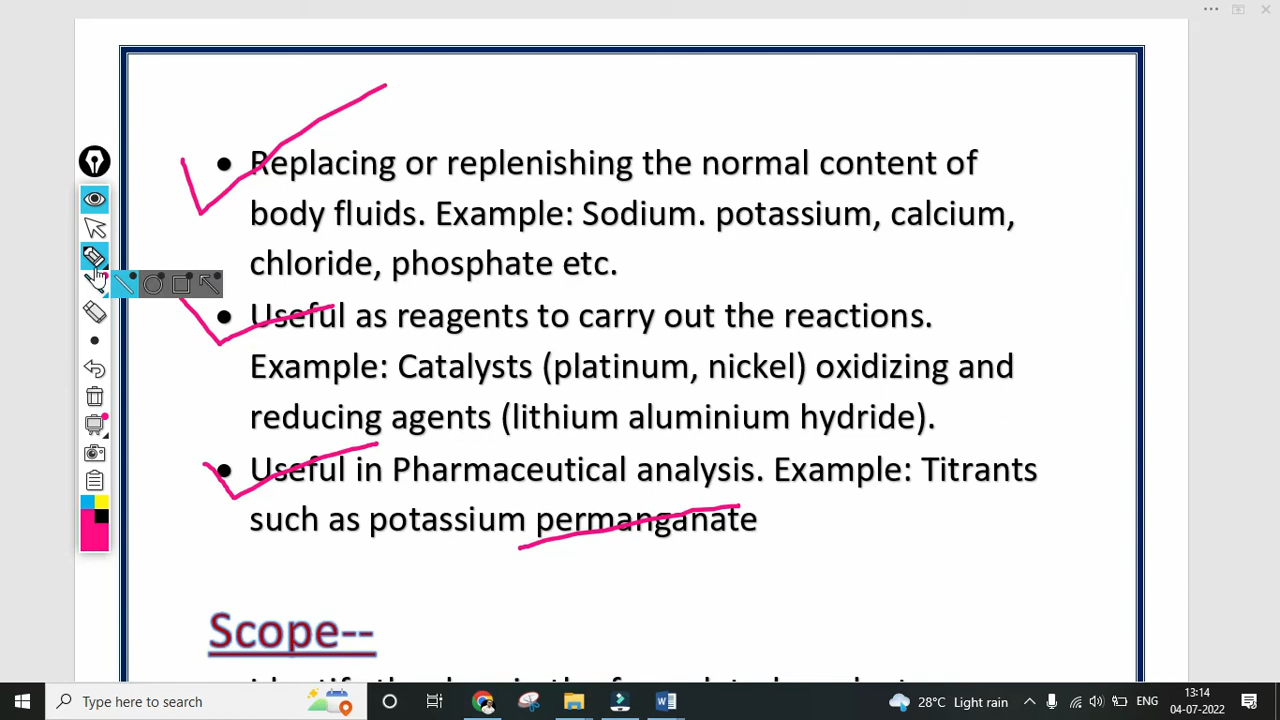 Replacing or replenishing the normal content of
body fluids. Example: Sodium. potassium, calcium,
chloride, phosphate etc.
Useful as reagents to carry out the reactions.
Example: Catalysts (platinum, nickel) oxidizing and
reducing agents (lithium aluminium hydride).
Useful in Pharmaceutical analysis. Example: Titrants
such as potassium permanganate
Scope--
Type here to search
28°C Light rain
ENG
13:14
04-07-2022